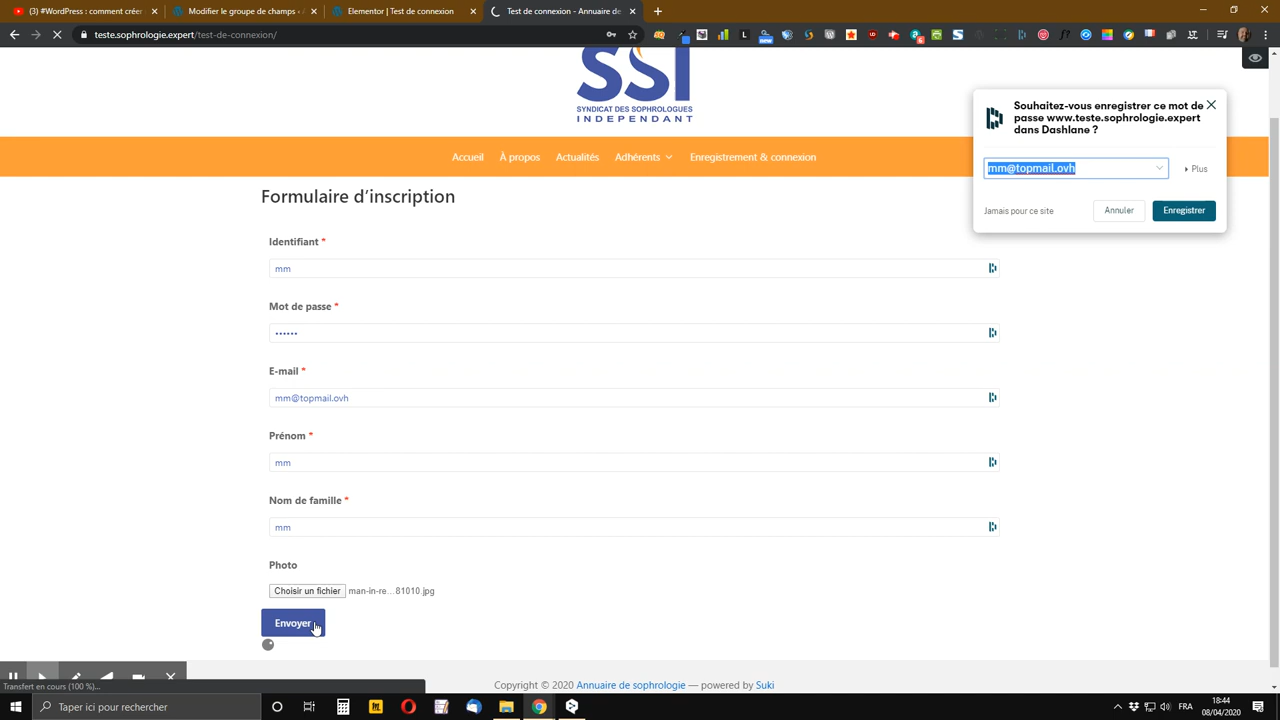 (3) #WordPress : comment créer
Modifier le groupe de champs
Elementor | Test de connexion
Test de connexion – Annuaire de
teste.sophrologie.expert/test-de-connexion/
SSI
SYNDICAT DES SOPHROLOGUES
INDEPENDANT
Accueil
À propos
Actualités
Adhérents
Enregistrement & connexion
Souhaitez-vous enregistrer ce mot de
passe www.teste.sophrologie.expert
dans Dashlane ?
mm@topmail.ovh
Plus
Jamais pour ce site
Annuler
Enregistrer
Formulaire d’inscription
Identifiant *
mm
Mot de passe *
••••••
E-mail *
mm@topmail.ovh
Prénom *
mm
Nom de famille *
mm
Photo
Choisir un fichier man-in-re…81010.jpg
Envoyer
Transfert en cours (100 %)...
Copyright © 2020 Annuaire de sophrologie — powered by Suki
Taper ici pour rechercher
FRA
18:44
08/04/2020